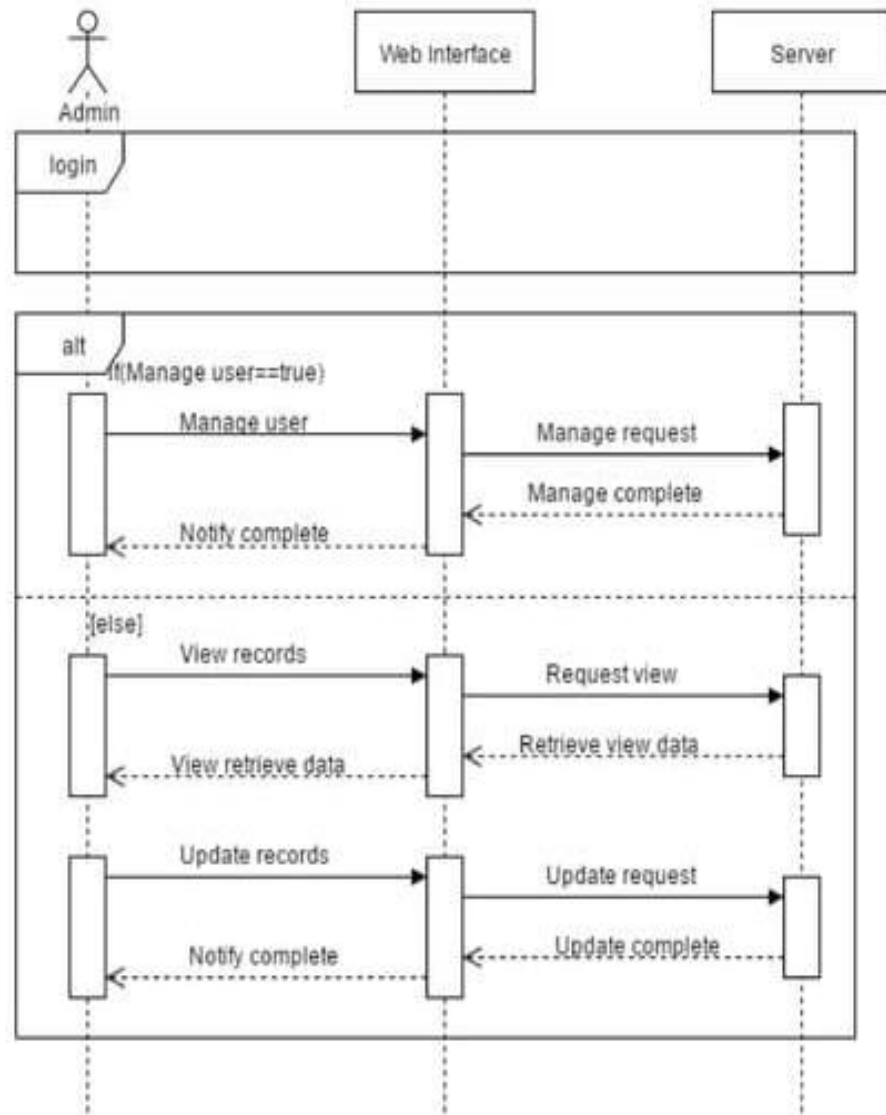 Web Interface
Server
Admin
login
alt
If(Manage user==true)
Manage user
Manage request
Manage complete
Notify complete
[else]
View records
Request view
Retrieve view data
View retrieve data
Update records
Update request
Update complete
Notify complete